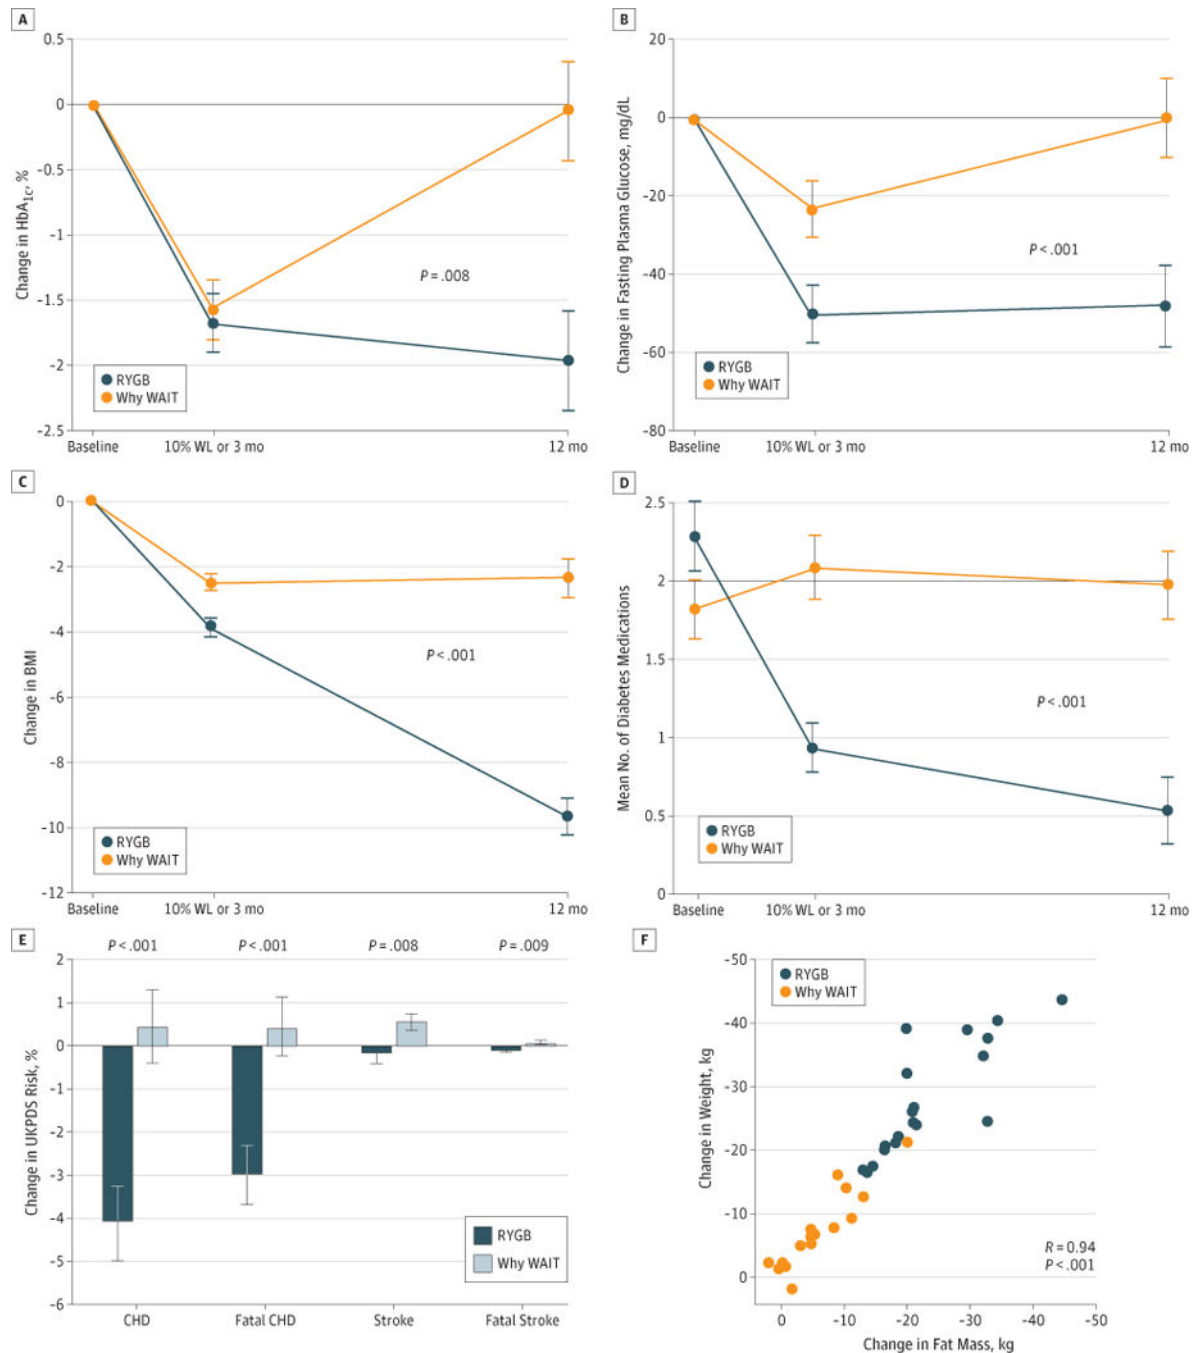 A
0.5
0
-0.5
-1
-1.5
-2
-2.5
Change in HbA1c, %
P = .008
RYGB
Why WAIT
Baseline
10% WL or 3 mo
12 mo
B
20
0
-20
-40
-60
-80
Change in Fasting Plasma Glucose, mg/dL
P < .001
RYGB
Why WAIT
Baseline
10% WL or 3 mo
12 mo
C
0
-2
-4
-6
-8
-10
-12
Change in BMI
P < .001
RYGB
Why WAIT
Baseline
10% WL or 3 mo
12 mo
D
2.5
2
1.5
1
0.5
0
Mean No. of Diabetes Medications
P < .001
RYGB
Why WAIT
Baseline
10% WL or 3 mo
12 mo
E
P < .001
P < .001
P = .008
P = .009
2
1
0
-1
-2
-3
-4
-5
-6
Change in UKPDS Risk, %
RYGB
Why WAIT
CHD
Fatal CHD
Stroke
Fatal Stroke
F
-50
-40
-30
-20
-10
0
Change in Weight, kg
RYGB
Why WAIT
R = 0.94
P < .001
0
-10
-20
-30
-40
-50
Change in Fat Mass, kg